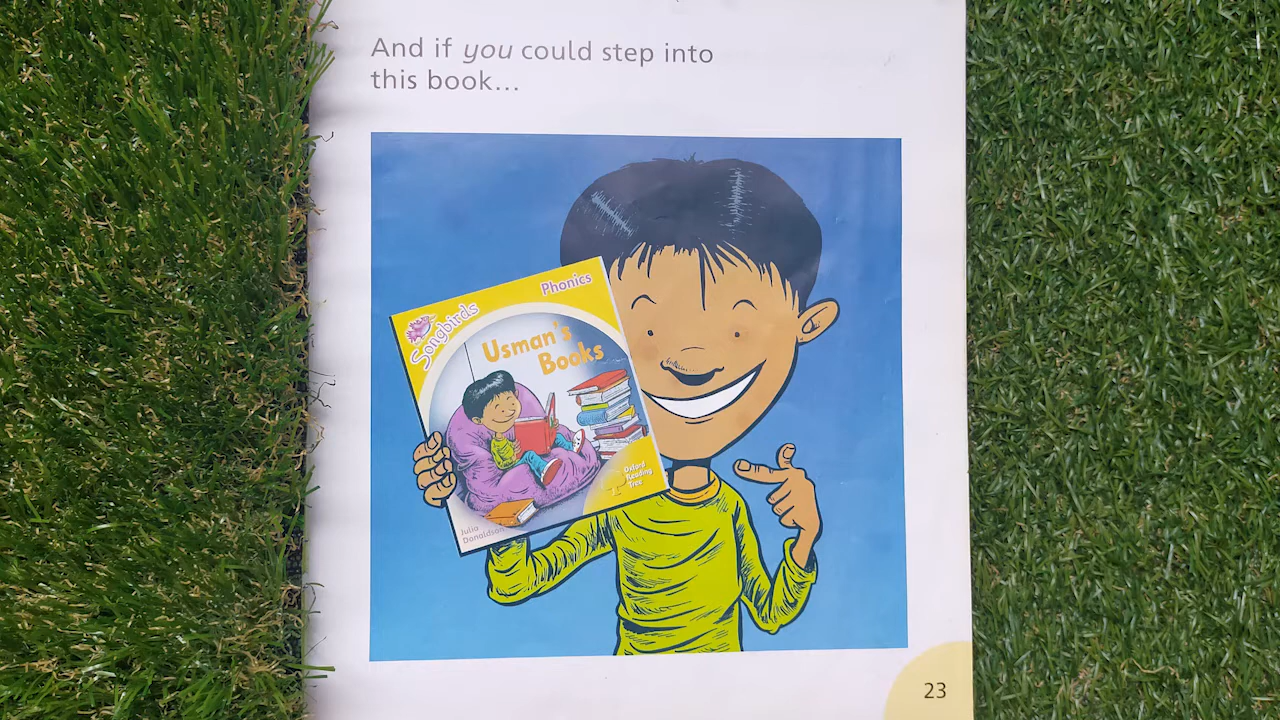 And if you could step into
this book...
Songbirds
Phonics
Usman's
Books
Oxford
Reading
Tree
Julia
Donaldson
23